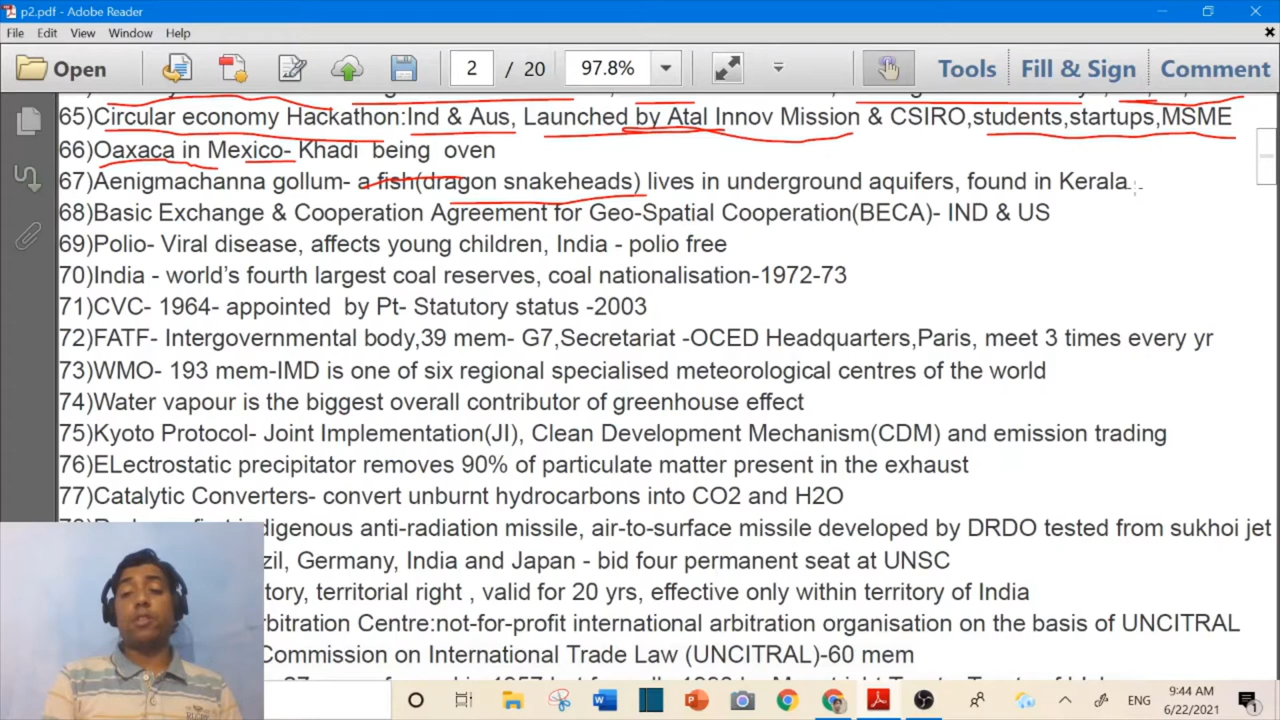 p2.pdf - Adobe Reader
File Edit View Window Help
Open 2 / 20 97.8% Tools Fill & Sign Comment
65)Circular economy Hackathon:Ind & Aus, Launched by Atal Innov Mission & CSIRO,students,startups,MSME
66)Oaxaca in Mexico- Khadi being oven
67)Aenigmachanna gollum- a fish(dragon snakeheads) lives in underground aquifers, found in Kerala
68)Basic Exchange & Cooperation Agreement for Geo-Spatial Cooperation(BECA)- IND & US
69)Polio- Viral disease, affects young children, India - polio free
70)India - world's fourth largest coal reserves, coal nationalisation-1972-73
71)CVC- 1964- appointed by Pt- Statutory status -2003
72)FATF- Intergovernmental body,39 mem- G7,Secretariat -OCED Headquarters,Paris, meet 3 times every yr
73)WMO- 193 mem-IMD is one of six regional specialised meteorological centres of the world
74)Water vapour is the biggest overall contributor of greenhouse effect
75)Kyoto Protocol- Joint Implementation(JI), Clean Development Mechanism(CDM) and emission trading
76)ELectrostatic precipitator removes 90% of particulate matter present in the exhaust
77)Catalytic Converters- convert unburnt hydrocarbons into CO2 and H2O
anti-radiation missile, air-to-surface missile developed by DRDO tested from sukhoi jet
Germany, India and Japan - bid four permanent seat at UNSC
territorial right , valid for 20 yrs, effective only within territory of India
Centre:not-for-profit international arbitration organisation on the basis of UNCITRAL
Commission on International Trade Law (UNCITRAL)-60 mem
ENG 9:44 AM
6/22/2021